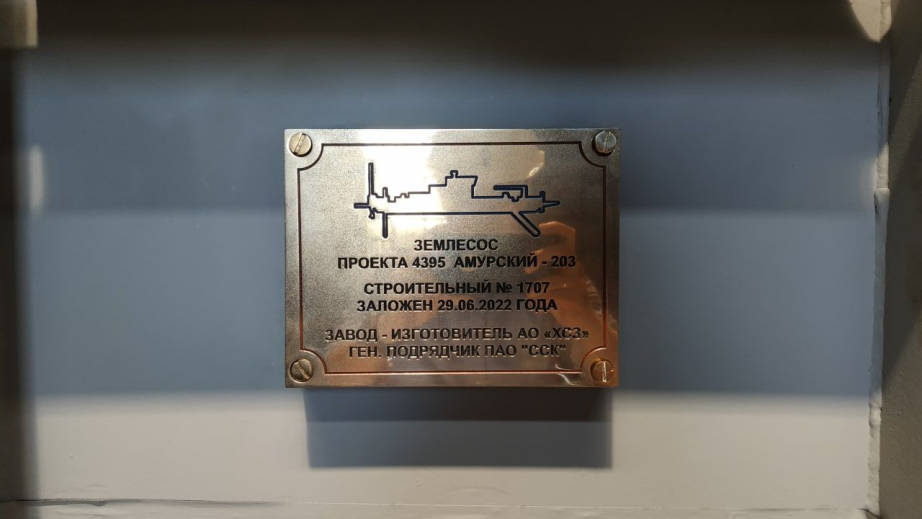 ЗЕМЛЕСОС
ПРОЕКТА 4395 АМУРСКИЙ - 203
СТРОИТЕЛЬНЫЙ № 1707
ЗАЛОЖЕН 29.06.2022 ГОДА
ЗАВОД - ИЗГОТОВИТЕЛЬ АО «ХСЗ»
ГЕН. ПОДРЯДЧИК ПАО "ССК"